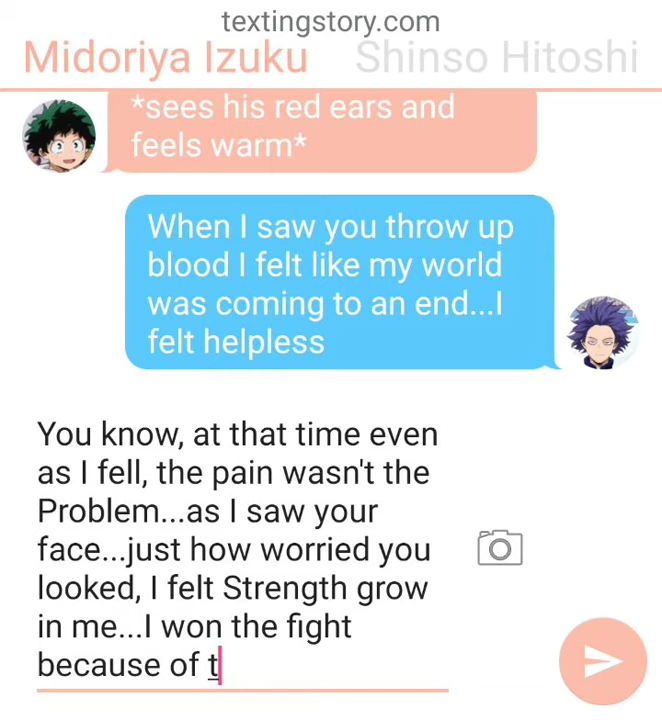 textingstory.com
Midoriya Izuku Shinso Hitoshi
*sees his red ears and
feels warm*
When I saw you throw up
blood I felt like my world
was coming to an end...I
felt helpless
You know, at that time even
as I fell, the pain wasn't the
Problem...as I saw your
face...just how worried you
looked, I felt Strength grow
in me...I won the fight
because of t